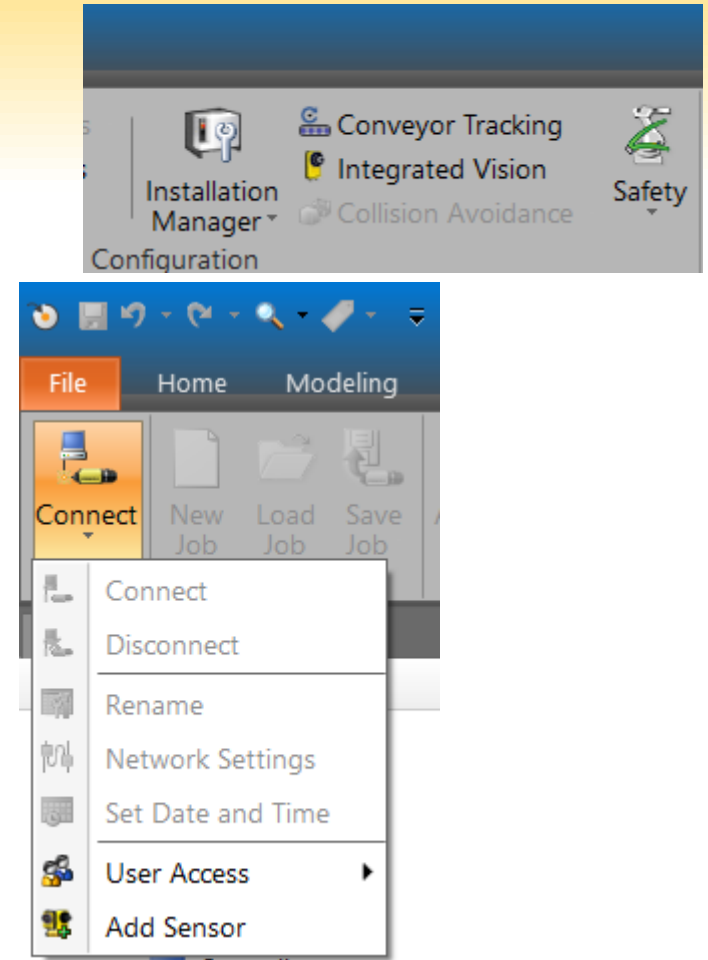 Conveyor Tracking
Integrated Vision
Installation
Manager
Collision Avoidance
Safety
Configuration
File Home Modeling
Connect New Load Save
Job Job Job
Connect
Disconnect
Rename
Network Settings
Set Date and Time
User Access
Add Sensor